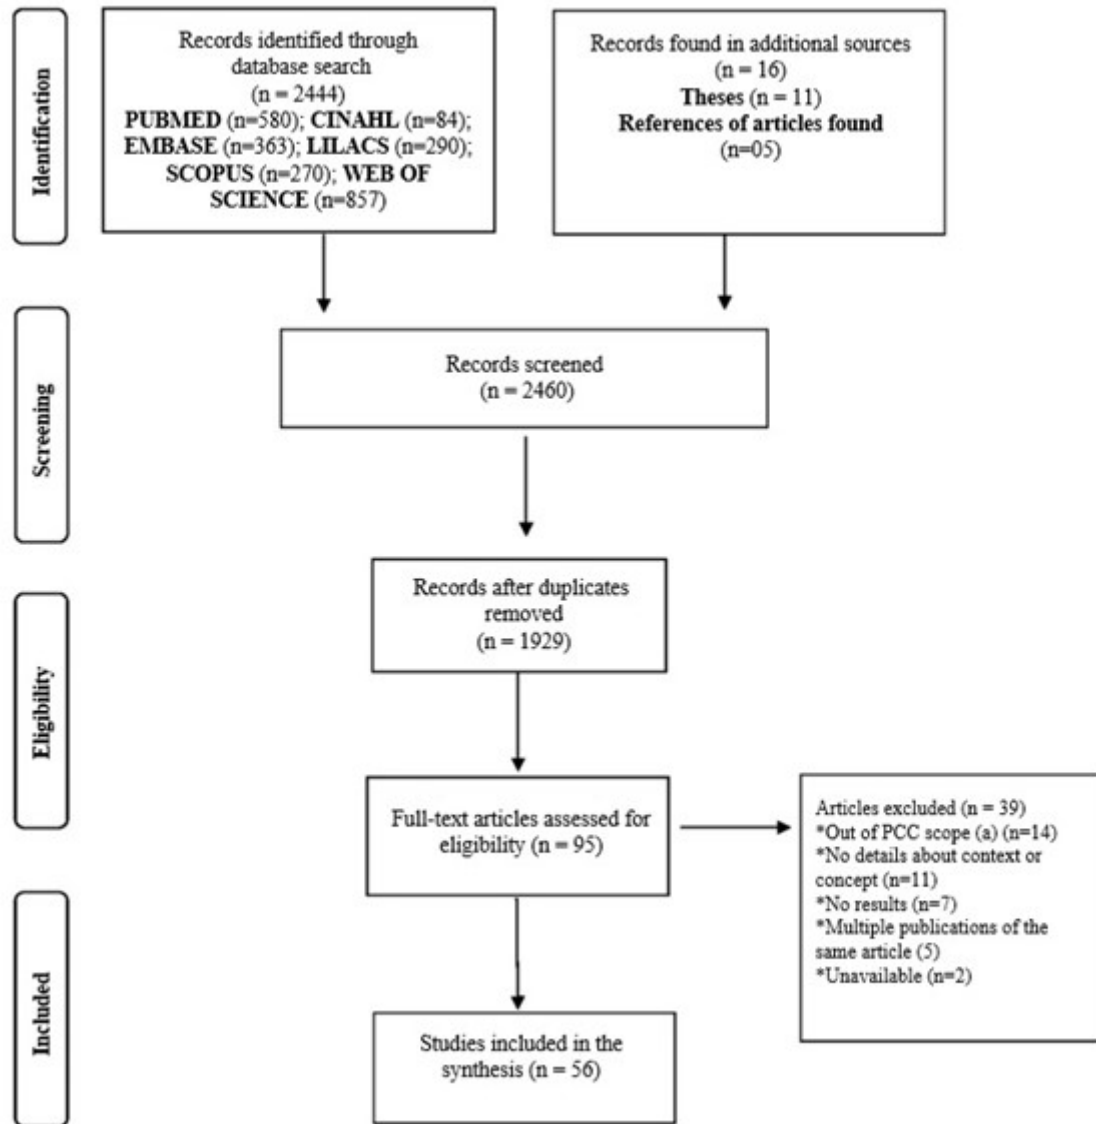 Identification
Records identified through
database search
(n = 2444)
PUBMED (n=580); CINAHL (n=84);
EMBASE (n=363); LILACS (n=290);
SCOPUS (n=270); WEB OF
SCIENCE (n=857)
Records found in additional sources
(n = 16)
Theses (n = 11)
References of articles found
(n=05)
Screening
Records screened
(n = 2460)
Eligibility
Records after duplicates
removed
(n = 1929)
Full-text articles assessed for
eligibility (n = 95)
Articles excluded (n = 39)
*Out of PCC scope (a) (n=14)
*No details about context or
concept (n=11)
*No results (n=7)
*Multiple publications of the
same article (5)
*Unavailable (n=2)
Included
Studies included in the
synthesis (n = 56)